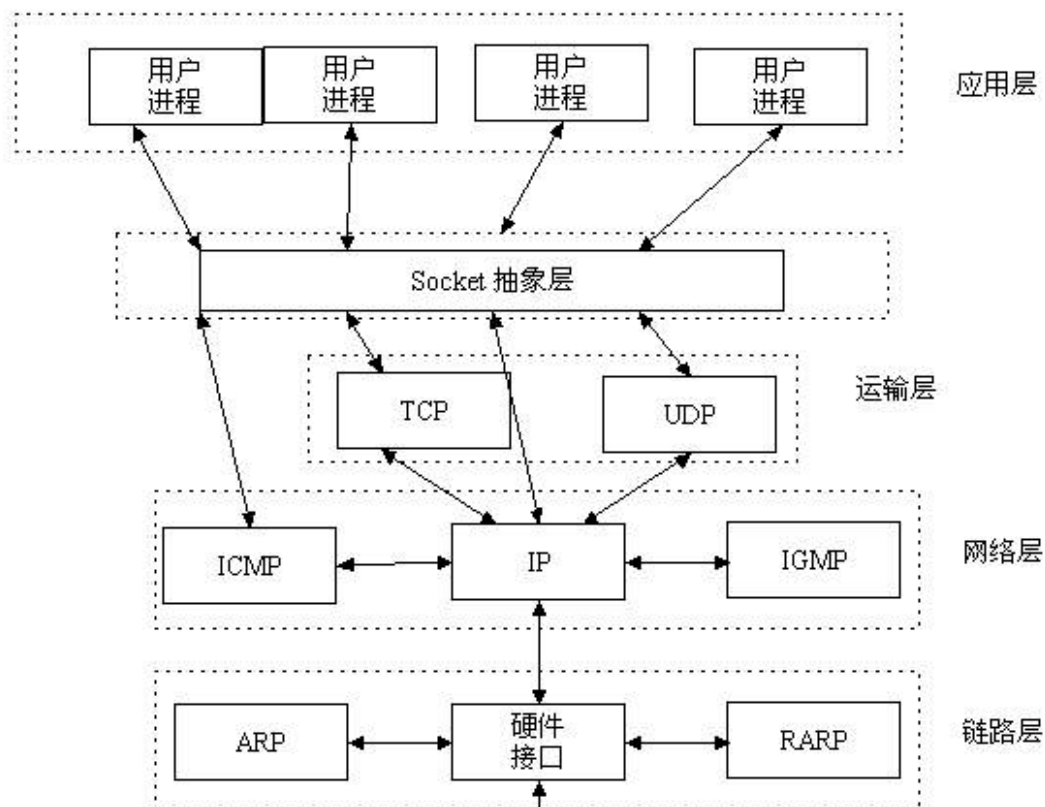 用户
进程
用户
进程
用户
进程
用户
进程
应用层
Socket 抽象层
TCP
UDP
运输层
ICMP
IP
IGMP
网络层
ARP
硬件
接口
RARP
链路层